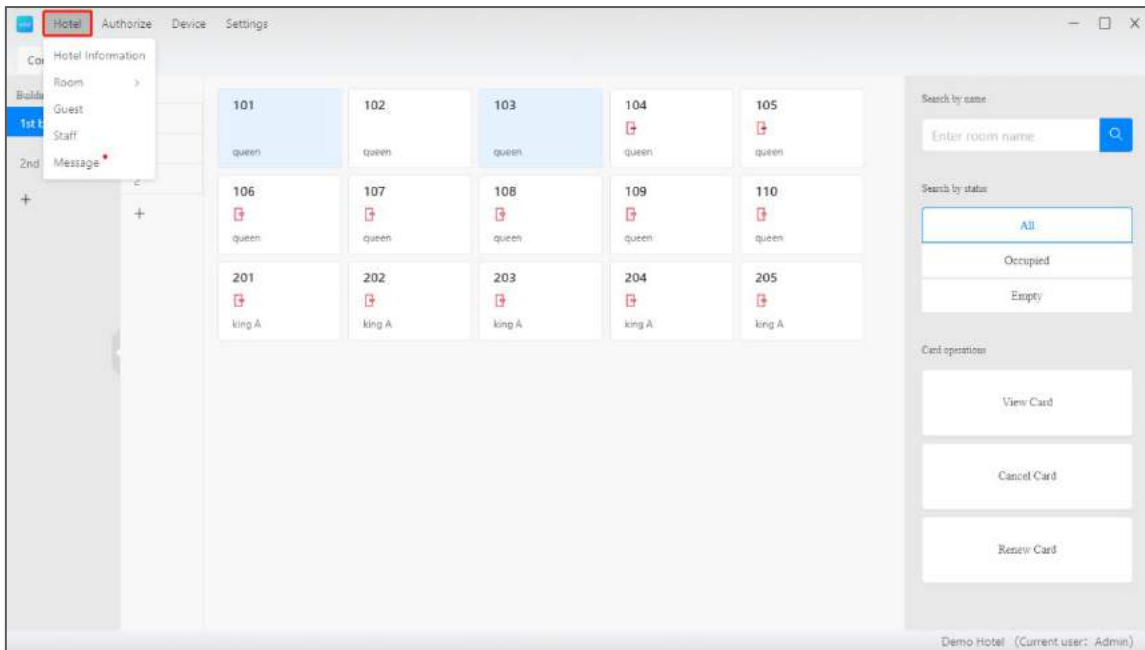 Hotel Authorize Device Settings
Hotel Information
Room >
Guest
Staff
Message
1st
2nd
+
+
101
queen
102
queen
103
queen
104
queen
105
queen
106
queen
107
queen
108
queen
109
queen
110
queen
201
king A
202
king A
203
king A
204
king A
205
king A
Search by name
Enter room name
Search by status
All
Occupied
Empty
Card operations
View Card
Cancel Card
Renew Card
Demo Hotel (Current user: Admin)